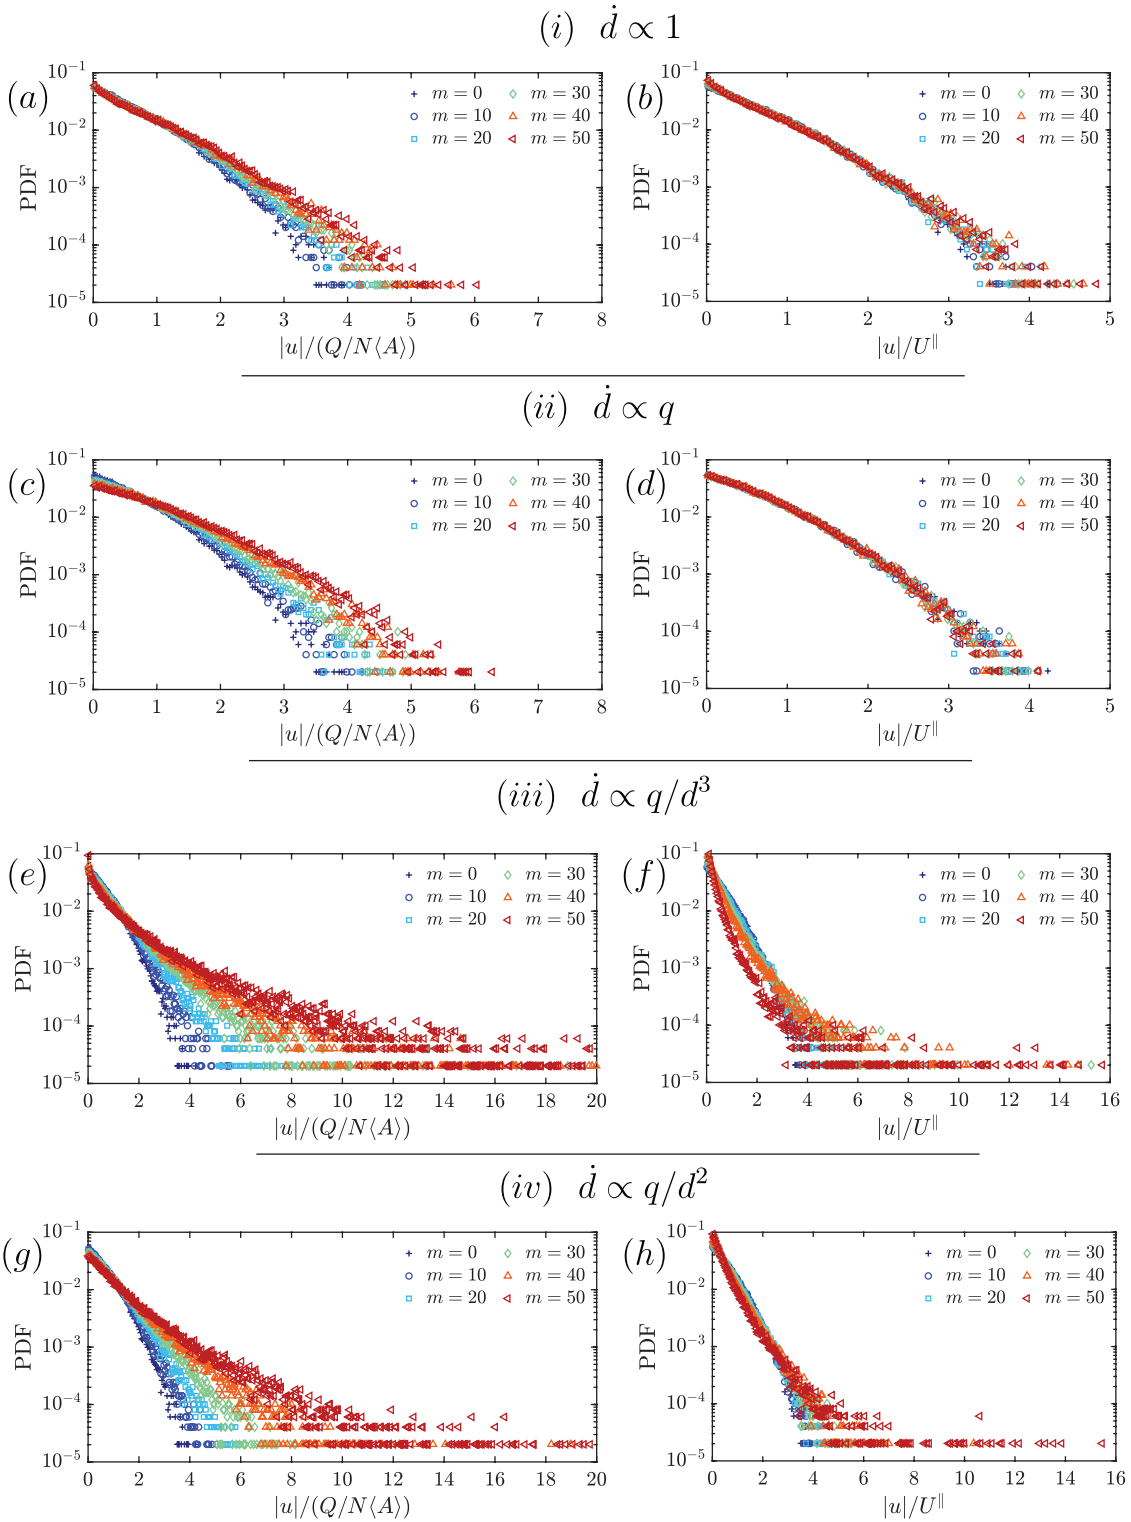 (i) ḋ ∝ 1
(a)
PDF
10⁻¹
10⁻²
10⁻³
10⁻⁴
10⁻⁵
m = 0 m = 30
m = 10 m = 40
m = 20 m = 50
0 1 2 3 4 5 6 7 8
|u|/(Q/N⟨A⟩)
(b)
PDF
10⁻¹
10⁻²
10⁻³
10⁻⁴
10⁻⁵
m = 0 m = 30
m = 10 m = 40
m = 20 m = 50
0 1 2 3 4 5
|u|/U∥
(ii) ḋ ∝ q
(c)
PDF
10⁻¹
10⁻²
10⁻³
10⁻⁴
10⁻⁵
m = 0 m = 30
m = 10 m = 40
m = 20 m = 50
0 1 2 3 4 5 6 7 8
|u|/(Q/N⟨A⟩)
(d)
PDF
10⁻¹
10⁻²
10⁻³
10⁻⁴
10⁻⁵
m = 0 m = 30
m = 10 m = 40
m = 20 m = 50
0 1 2 3 4 5
|u|/U∥
(iii) ḋ ∝ q/d³
(e)
PDF
10⁻¹
10⁻²
10⁻³
10⁻⁴
10⁻⁵
m = 0 m = 30
m = 10 m = 40
m = 20 m = 50
0 2 4 6 8 10 12 14 16 18 20
|u|/(Q/N⟨A⟩)
(f)
PDF
10⁻¹
10⁻²
10⁻³
10⁻⁴
10⁻⁵
m = 0 m = 30
m = 10 m = 40
m = 20 m = 50
0 2 4 6 8 10 12 14 16
|u|/U∥
(iv) ḋ ∝ q/d²
(g)
PDF
10⁻¹
10⁻²
10⁻³
10⁻⁴
10⁻⁵
m = 0 m = 30
m = 10 m = 40
m = 20 m = 50
0 2 4 6 8 10 12 14 16 18 20
|u|/(Q/N⟨A⟩)
(h)
PDF
10⁻¹
10⁻²
10⁻³
10⁻⁴
10⁻⁵
m = 0 m = 30
m = 10 m = 40
m = 20 m = 50
0 2 4 6 8 10 12 14 16
|u|/U∥